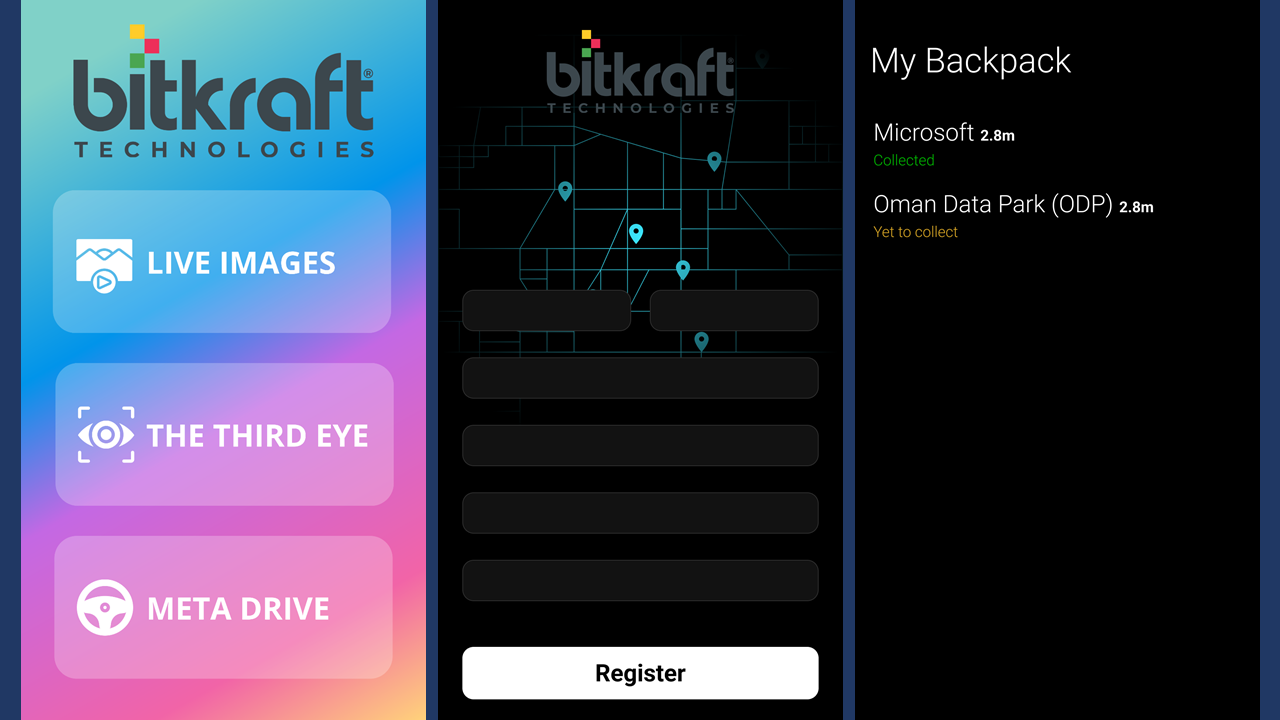 bitkraft®
TECHNOLOGIES
LIVE IMAGES
THE THIRD EYE
META DRIVE
bitkraft®
TECHNOLOGIES
Register
My Backpack
Microsoft 2.8m
Collected
Oman Data Park (ODP) 2.8m
Yet to collect